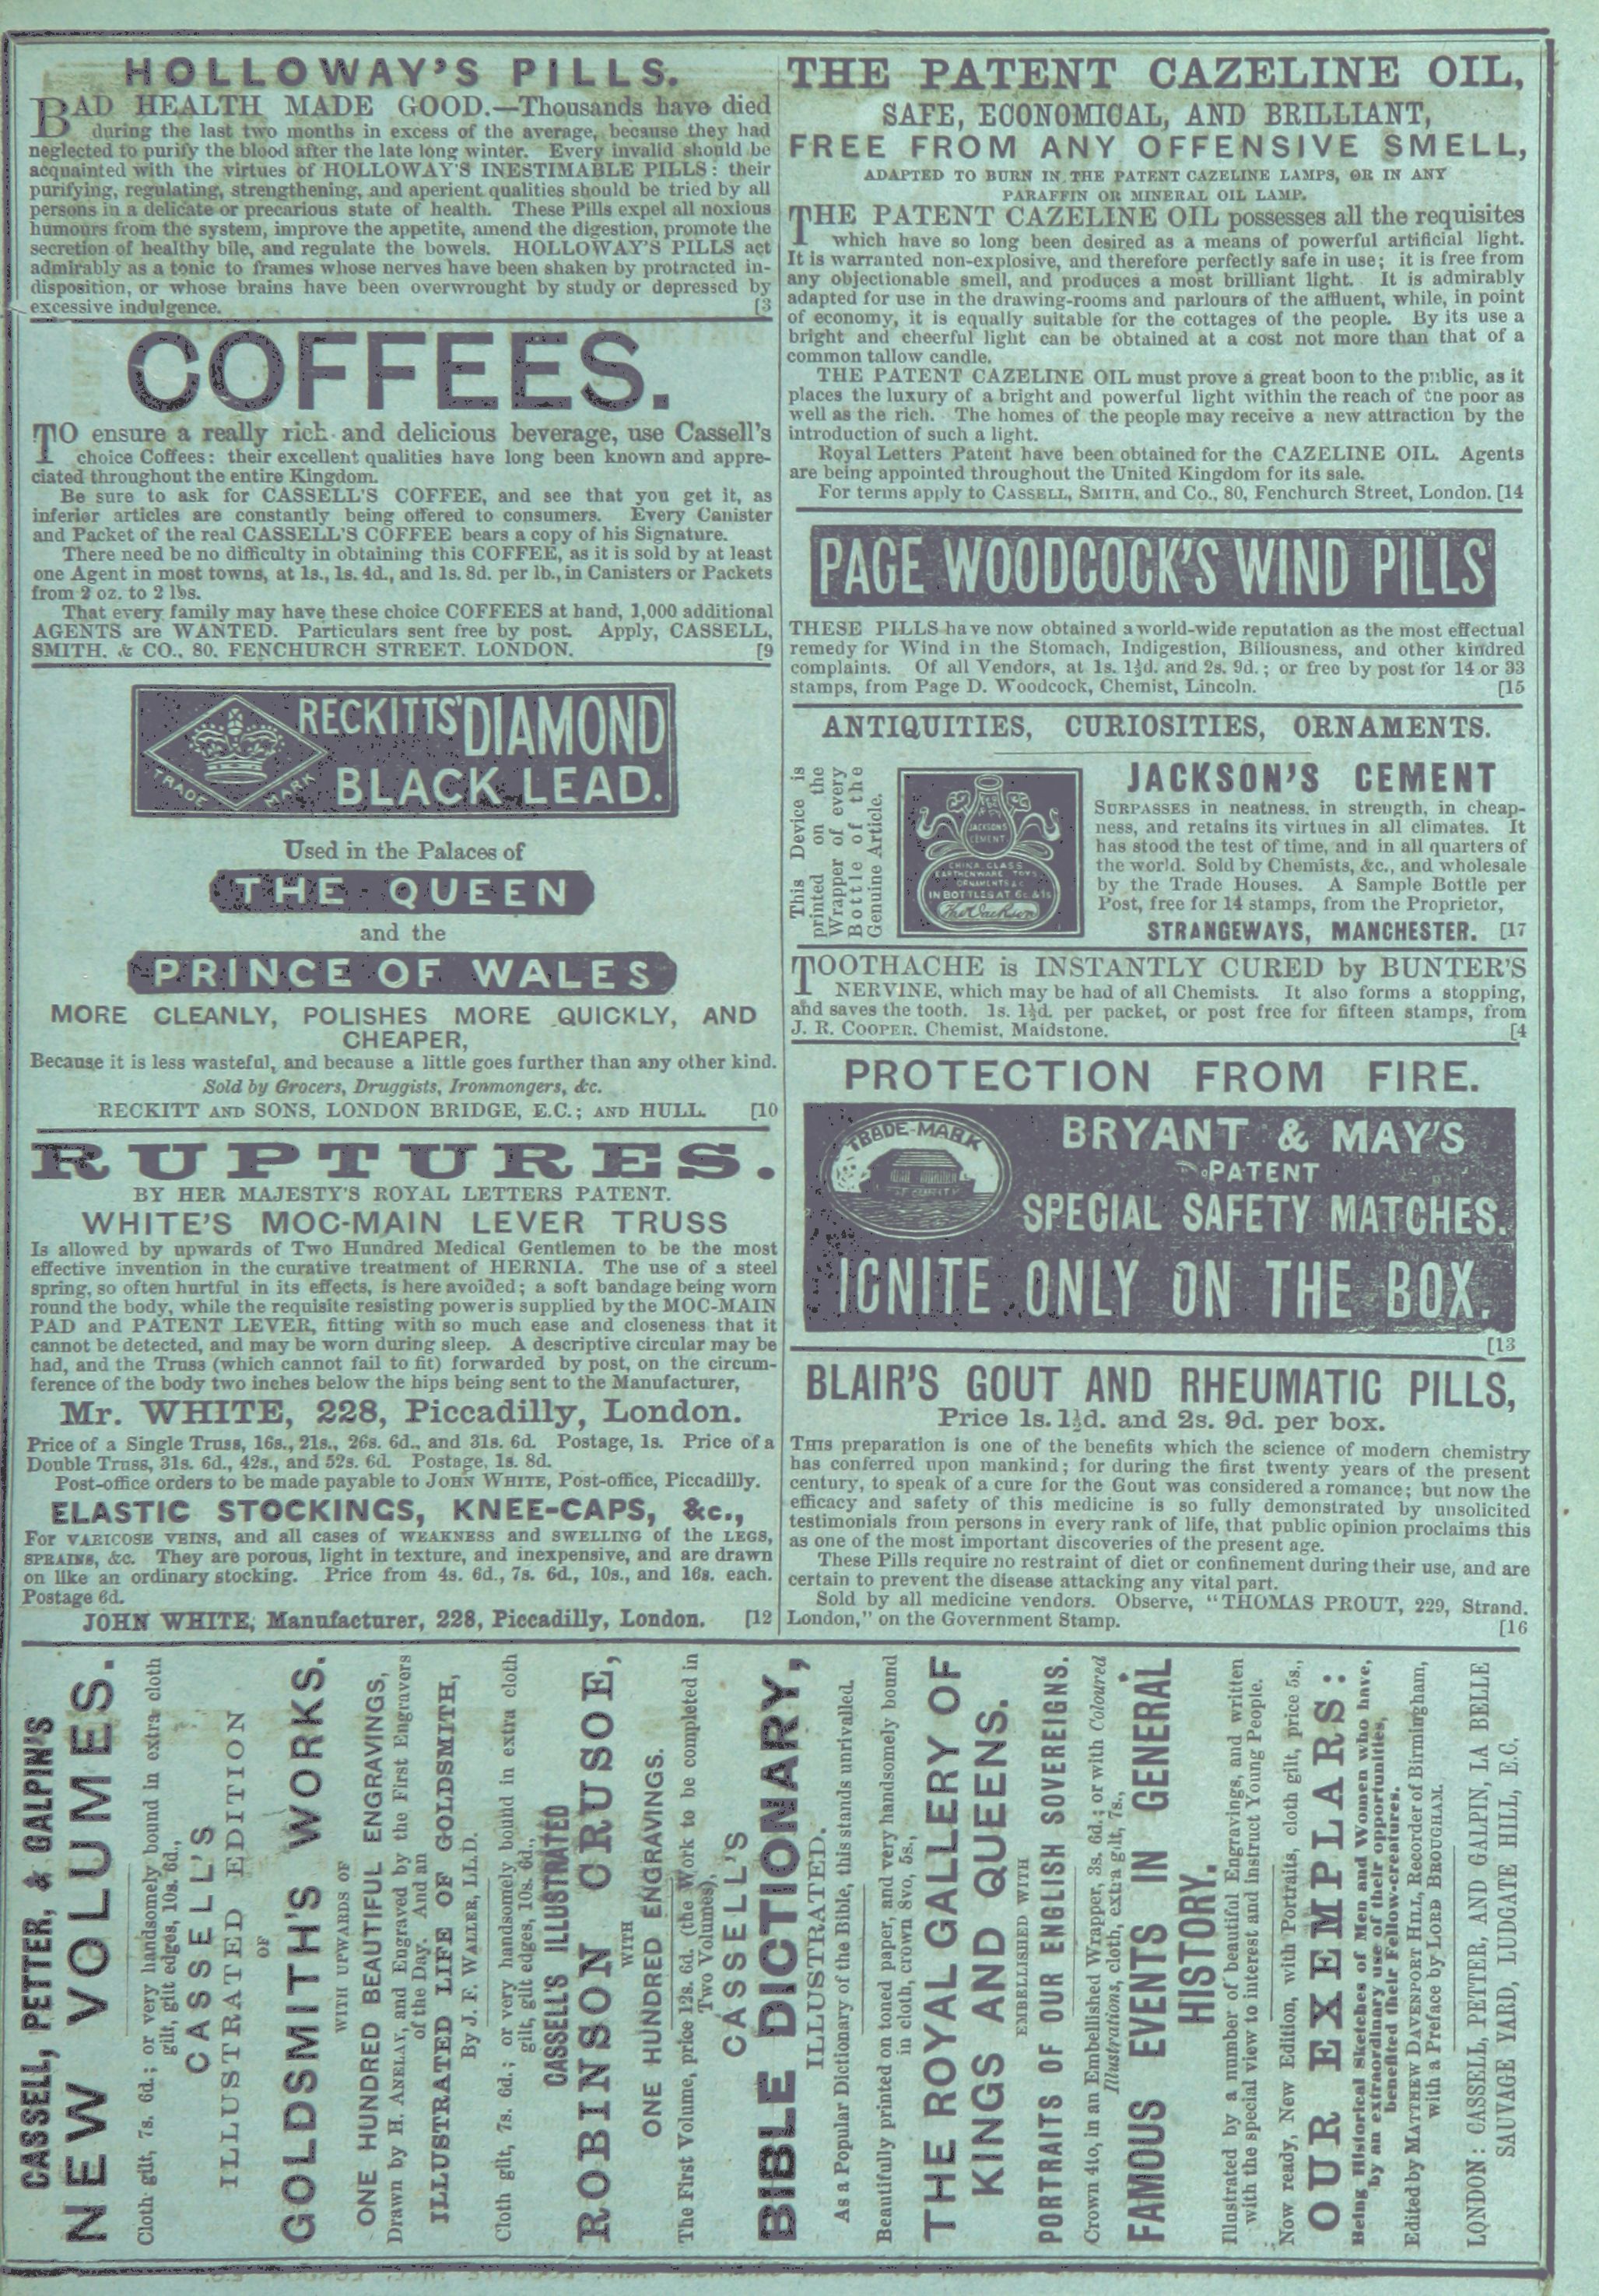 HOLLOWAY'S PILLS.
BAD HEALTH MADE GOOD.—Thousands have died
during the last two months in excess of the average, because they had
neglected to purify the blood after the late long winter. Every invalid should be
acquainted with the virtues of HOLLOWAY'S INESTIMABLE PILLS: their
purifying, regulating, strengthening, and aperient qualities should be tried by all
persons in a delicate or precarious state of health. These Pills expel all noxious
humours from the system, improve the appetite, amend the digestion, promote the
secretion of healthy bile, and regulate the bowels. HOLLOWAY'S PILLS act
admirably as a tonic to frames whose nerves have been shaken by protracted in-
disposition, or whose brains have been overwrought by study or depressed by
excessive indulgence. [3
COFFEES.
TO ensure a really rich and delicious beverage, use Cassell's
choice Coffees: their excellent qualities have long been known and appre-
ciated throughout the entire Kingdom.
Be sure to ask for CASSELL'S COFFEE, and see that you get it, as
inferior articles are constantly being offered to consumers. Every Canister
and Packet of the real CASSELL'S COFFEE bears a copy of his Signature.
There need be no difficulty in obtaining this COFFEE, as it is sold by at least
one Agent in most towns, at 1s., 1s. 4d., and 1s. 8d. per lb., in Canisters or Packets
from 2 oz. to 2 lbs.
That every family may have these choice COFFEES at hand, 1,000 additional
AGENTS are WANTED. Particulars sent free by post. Apply, CASSELL,
SMITH, & CO., 80, FENCHURCH STREET, LONDON. [9
RECKITTS' DIAMOND
BLACK LEAD.
TRADE MARK
Used in the Palaces of
THE QUEEN
and the
PRINCE OF WALES
MORE CLEANLY, POLISHES MORE QUICKLY, AND
CHEAPER,
Because it is less wasteful, and because a little goes further than any other kind.
Sold by Grocers, Druggists, Ironmongers, &c.
RECKITT AND SONS, LONDON BRIDGE, E.C.; AND HULL. [10
RUPTURES.
BY HER MAJESTY'S ROYAL LETTERS PATENT.
WHITE'S MOC-MAIN LEVER TRUSS
Is allowed by upwards of Two Hundred Medical Gentlemen to be the most
effective invention in the curative treatment of HERNIA. The use of a steel
spring, so often hurtful in its effects, is here avoided; a soft bandage being worn
round the body, while the requisite resisting power is supplied by the MOC-MAIN
PAD and PATENT LEVER, fitting with so much ease and closeness that it
cannot be detected, and may be worn during sleep. A descriptive circular may be
had, and the Truss (which cannot fail to fit) forwarded by post, on the circum-
ference of the body two inches below the hips being sent to the Manufacturer,
Mr. WHITE, 228, Piccadilly, London.
Price of a Single Truss, 16s., 21s., 26s. 6d., and 31s. 6d. Postage, 1s. Price of a
Double Truss, 31s. 6d., 42s., and 52s. 6d. Postage, 1s. 8d.
Post-office orders to be made payable to JOHN WHITE, Post-office, Piccadilly.
ELASTIC STOCKINGS, KNEE-CAPS, &c.,
For VARICOSE VEINS, and all cases of WEAKNESS and SWELLING of the LEGS,
SPRAINS, &c. They are porous, light in texture, and inexpensive, and are drawn
on like an ordinary stocking. Price from 4s. 6d., 7s. 6d., 10s., and 16s. each.
Postage 6d.
JOHN WHITE, Manufacturer, 228, Piccadilly, London. [12
THE PATENT CAZELINE OIL,
SAFE, ECONOMICAL, AND BRILLIANT,
FREE FROM ANY OFFENSIVE SMELL,
ADAPTED TO BURN IN THE PATENT CAZELINE LAMPS, OR IN ANY
PARAFFIN OR MINERAL OIL LAMP.
THE PATENT CAZELINE OIL possesses all the requisites
which have so long been desired as a means of powerful artificial light.
It is warranted non-explosive, and therefore perfectly safe in use; it is free from
any objectionable smell, and produces a most brilliant light. It is admirably
adapted for use in the drawing-rooms and parlours of the affluent, while, in point
of economy, it is equally suitable for the cottages of the people. By its use a
bright and cheerful light can be obtained at a cost not more than that of a
common tallow candle.
THE PATENT CAZELINE OIL must prove a great boon to the public, as it
places the luxury of a bright and powerful light within the reach of the poor as
well as the rich. The homes of the people may receive a new attraction by the
introduction of such a light.
Royal Letters Patent have been obtained for the CAZELINE OIL. Agents
are being appointed throughout the United Kingdom for its sale.
For terms apply to CASSELL, SMITH, and Co., 80, Fenchurch Street, London. [14
PAGE WOODCOCK'S WIND PILLS
THESE PILLS have now obtained a world-wide reputation as the most effectual
remedy for Wind in the Stomach, Indigestion, Biliousness, and other kindred
complaints. Of all Vendors, at 1s. 1½d. and 2s. 9d.; or free by post for 14 or 33
stamps, from Page D. Woodcock, Chemist, Lincoln. [15
ANTIQUITIES, CURIOSITIES, ORNAMENTS.
This Device is
printed on the
Wrapper of every
Bottle of the
Genuine Article.
JACKSON'S
CEMENT
CHINA, GLASS
EARTHENWARE TOYS
ORNAMENTS &c
IN BOTTLES AT 6d & 1s
Thos Jackson
JACKSON'S CEMENT
SURPASSES in neatness, in strength, in cheap-
ness, and retains its virtues in all climates. It
has stood the test of time, and in all quarters of
the world. Sold by Chemists, &c., and wholesale
by the Trade Houses. A Sample Bottle per
Post, free for 14 stamps, from the Proprietor,
STRANGEWAYS, MANCHESTER. [17
TOOTHACHE is INSTANTLY CURED by BUNTER'S
NERVINE, which may be had of all Chemists. It also forms a stopping,
and saves the tooth. 1s. 1½d. per packet, or post free for fifteen stamps, from
J. R. COOPER, Chemist, Maidstone. [4
PROTECTION FROM FIRE.
TRADE-MARK
BRYANT & MAY'S
PATENT
SPECIAL SAFETY MATCHES.
IGNITE ONLY ON THE BOX.
[13
BLAIR'S GOUT AND RHEUMATIC PILLS,
Price 1s. 1½d. and 2s. 9d. per box.
THIS preparation is one of the benefits which the science of modern chemistry
has conferred upon mankind; for during the first twenty years of the present
century, to speak of a cure for the Gout was considered a romance; but now the
efficacy and safety of this medicine is so fully demonstrated by unsolicited
testimonials from persons in every rank of life, that public opinion proclaims this
as one of the most important discoveries of the present age.
These Pills require no restraint of diet or confinement during their use, and are
certain to prevent the disease attacking any vital part.
Sold by all medicine vendors. Observe, "THOMAS PROUT, 229, Strand,
London," on the Government Stamp. [16
CASSELL, PETTER, & GALPIN'S
NEW VOLUMES.
Cloth gilt, 7s. 6d.; or very handsomely bound in extra cloth
gilt, gilt edges, 10s. 6d.,
CASSELL'S
ILLUSTRATED EDITION
OF
GOLDSMITH'S WORKS.
WITH UPWARDS OF
ONE HUNDRED BEAUTIFUL ENGRAVINGS,
Drawn by H. ANELAY, and Engraved by the First Engravers
of the Day. And an
ILLUSTRATED LIFE OF GOLDSMITH,
By J. F. WALLER, LL.D.
Cloth gilt, 7s. 6d.; or very handsomely bound in extra cloth
gilt, gilt edges, 10s. 6d.,
CASSELL'S ILLUSTRATED
ROBINSON CRUSOE,
WITH
ONE HUNDRED ENGRAVINGS.
The First Volume, price 12s. 6d. (the Work to be completed in
Two Volumes),
CASSELL'S
BIBLE DICTIONARY,
ILLUSTRATED.
As a Popular Dictionary of the Bible, this stands unrivalled.
Beautifully printed on toned paper, and very handsomely bound
in cloth, crown 8vo, 5s.,
THE ROYAL GALLERY OF
KINGS AND QUEENS.
EMBELLISHED WITH
PORTRAITS OF OUR ENGLISH SOVEREIGNS.
Crown 4to, in an Embellished Wrapper, 3s. 6d.; or with Coloured
Illustrations, cloth, extra gilt, 7s.,
FAMOUS EVENTS IN GENERAL
HISTORY.
Illustrated by a number of beautiful Engravings, and written
with the special view to interest and instruct Young People.
Now ready, New Edition, with Portraits, cloth gilt, price 5s.,
OUR EXEMPLARS:
Being Historical Sketches of Men and Women who have,
by an extraordinary use of their opportunities,
benefited their Fellow-creatures.
Edited by MATTHEW DAVENPORT HILL, Recorder of Birmingham,
with a Preface by LORD BROUGHAM.
LONDON: CASSELL, PETTER, AND GALPIN, LA BELLE
SAUVAGE YARD, LUDGATE HILL, E.C.